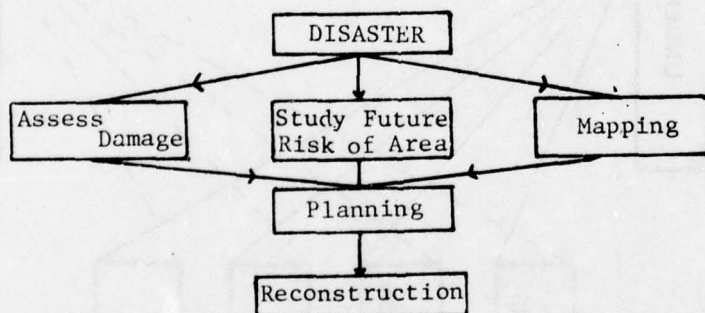 DISASTER
Assess
Damage
Study Future
Risk of Area
Mapping
Planning
Reconstruction